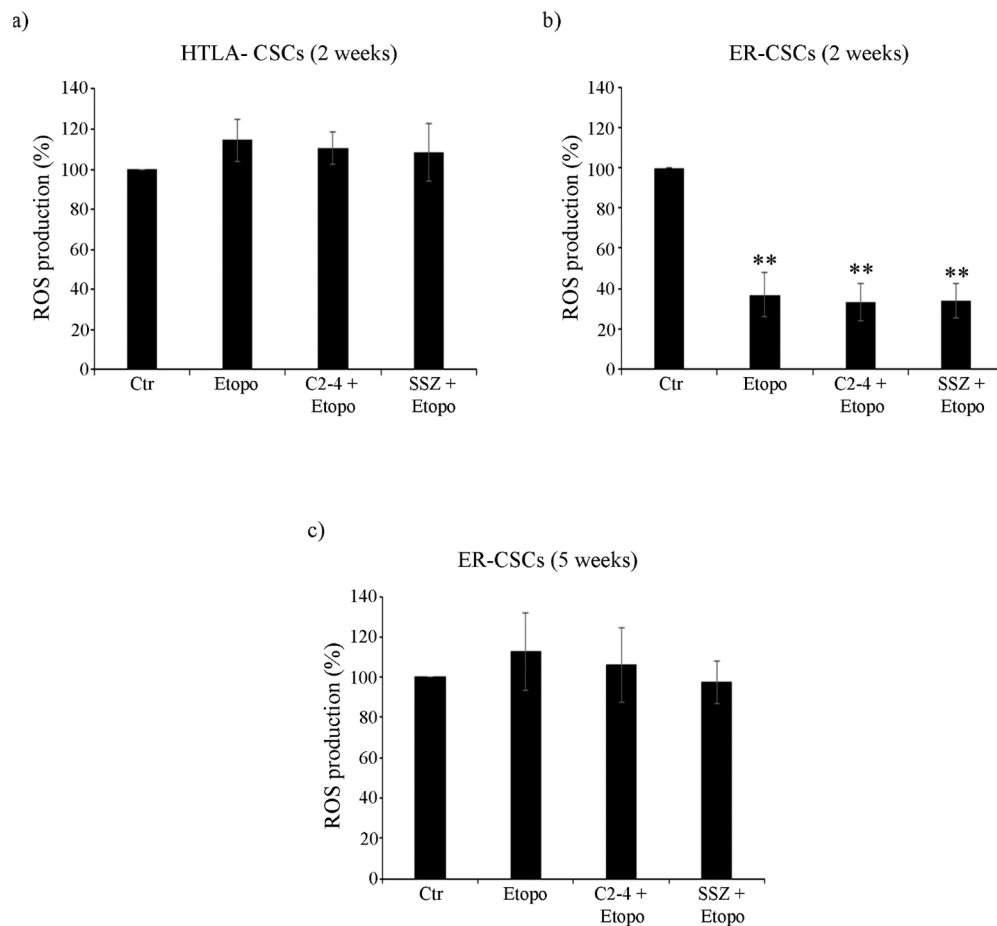 a)
HTLA- CSCs (2 weeks)
ROS production (%)
140
120
100
80
60
40
20
0
Ctr
Etopo
C2-4 +
Etopo
SSZ +
Etopo
b)
ER-CSCs (2 weeks)
ROS production (%)
140
120
100
80
60
40
20
0
**
**
**
Ctr
Etopo
C2-4 +
Etopo
SSZ +
Etopo
c)
ER-CSCs (5 weeks)
ROS production (%)
140
120
100
80
60
40
20
0
Ctr
Etopo
C2-4 +
Etopo
SSZ +
Etopo